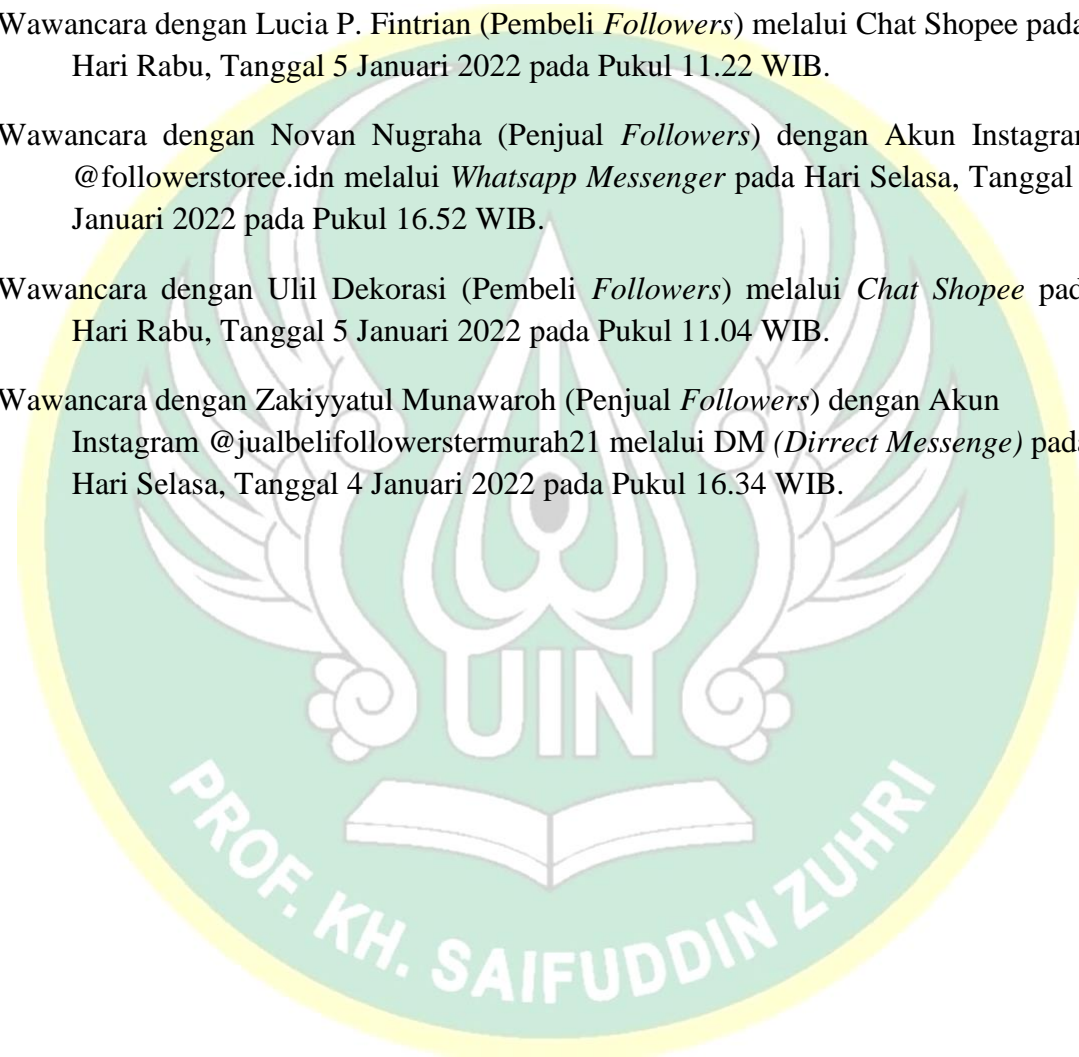 Wawancara dengan Lucia P. Fintrian (Pembeli Followers) melalui Chat Shopee pada
Hari Rabu, Tanggal 5 Januari 2022 pada Pukul 11.22 WIB.
Wawancara dengan Novan Nugraha (Penjual Followers) dengan Akun Instagram
@followerstoree.idn melalui Whatsapp Messenger pada Hari Selasa, Tanggal
Januari 2022 pada Pukul 16.52 WIB.
Wawancara dengan Ulil Dekorasi (Pembeli Followers) melalui Chat Shopee pad
Hari Rabu, Tanggal 5 Januari 2022 pada Pukul 11.04 WIB.
Wawancara dengan Zakiyyatul Munawaroh (Penjual Followers) dengan Akun
Instagram @jualbelifollowerstermurah21 melalui DM (Dirrect Messenge) pada
Hari Selasa, Tanggal 4 Januari 2022 pada Pukul 16.34 WIB.
UIN
PROF. KH. SAIFUDDIN ZUHRI